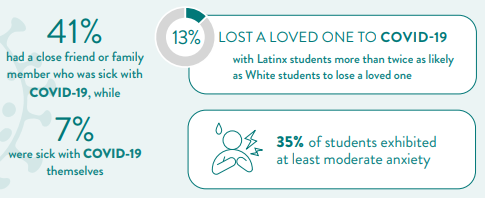 41%
had a close friend or family
member who was sick with
COVID-19, while
7%
were sick with COVID-19
themselves
13%
LOST A LOVED ONE TO COVID-19
with Latinx students more than twice as likely
as White students to lose a loved one
35% of students exhibited
at least moderate anxiety